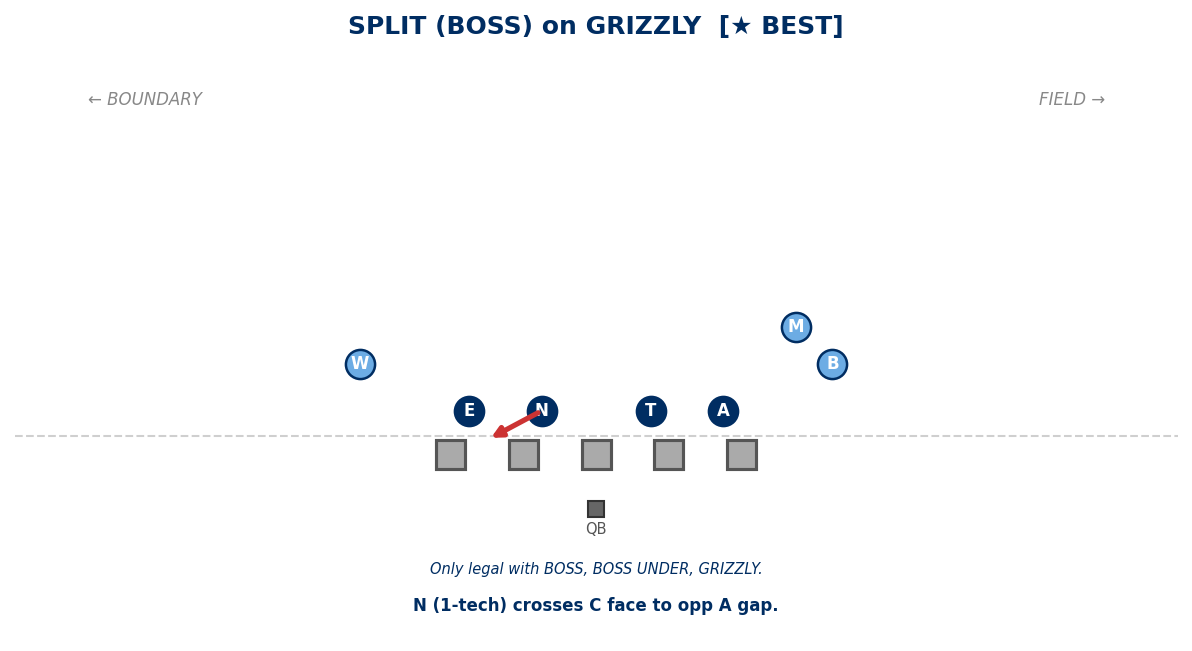 SPLIT (BOSS) on GRIZZLY [★ BEST]
← BOUNDARY
FIELD →
M
W
B
E
N
T
A
QB
Only legal with BOSS, BOSS UNDER, GRIZZLY.
N (1-tech) crosses C face to opp A gap.